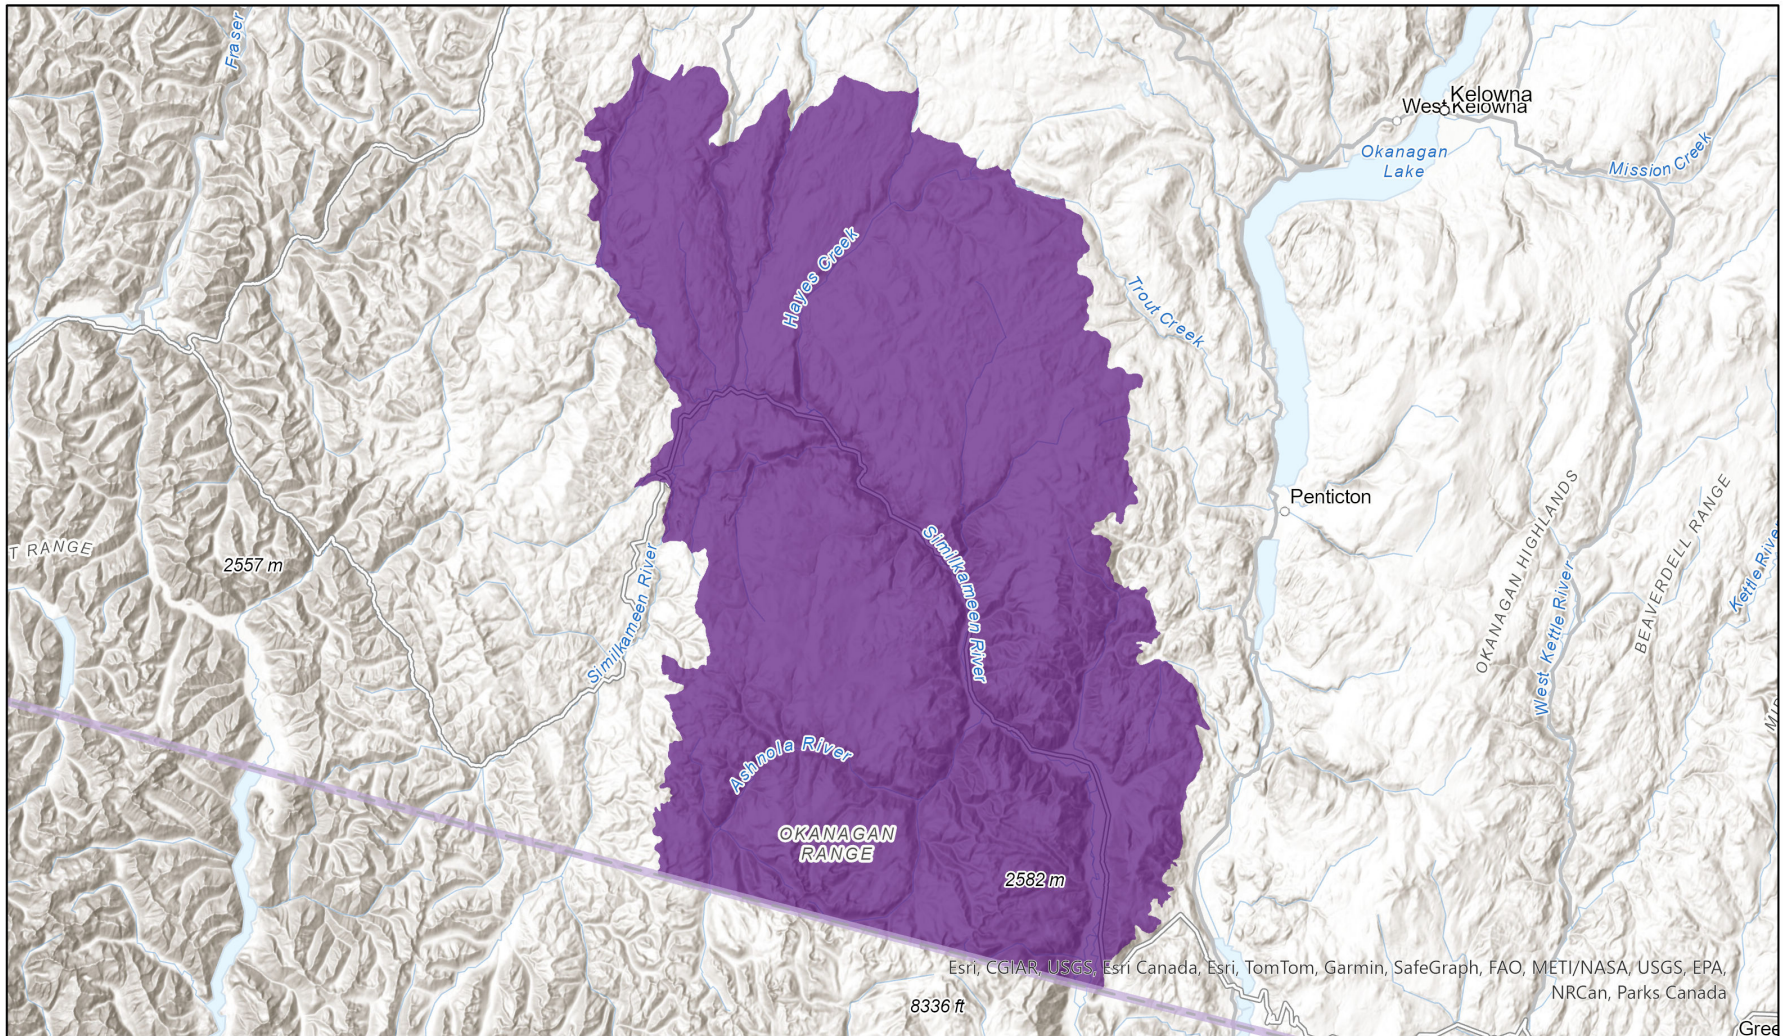 Fraser
Kelowna
West Kelowna
Okanagan
Lake
Mission Creek
Hayes Creek
Trout Creek
Penticton
T RANGE
2557 m
Similkameen River
Similkameen River
OKANAGAN HIGHLANDS
BEAVERDELL RANGE
West Kettle River
Kettle River
Ashnola River
OKANAGAN
RANGE
2582 m
Esri, CGIAR, USGS, Esri Canada, Esri, TomTom, Garmin, SafeGraph, FAO, METI/NASA, USGS, EPA,
NRCan, Parks Canada
8336 ft
Gree